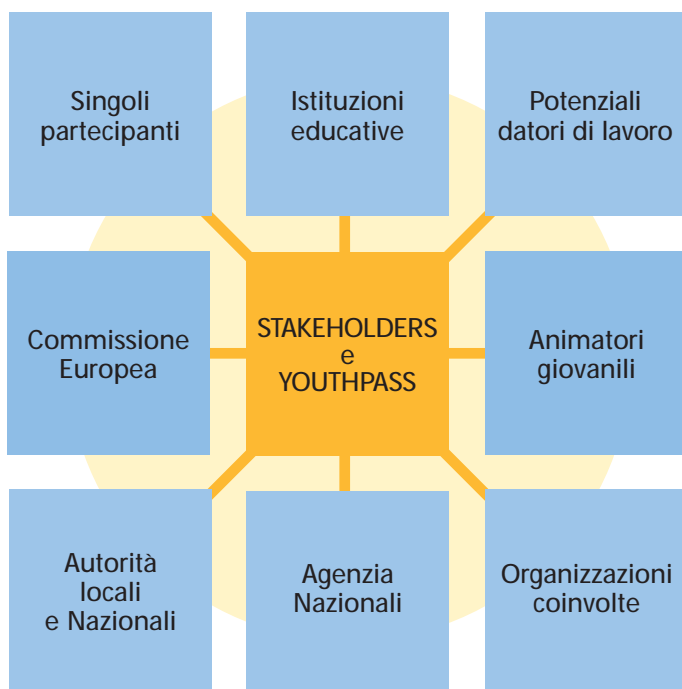 Singoli
partecipanti
Istituzioni
educative
Potenziali
datori di lavoro
Commissione
Europea
STAKEHOLDERS
e
YOUTHPASS
Animatori
giovanili
Autorità
locali
e Nazionali
Agenzia
Nazionali
Organizzazioni
coinvolte